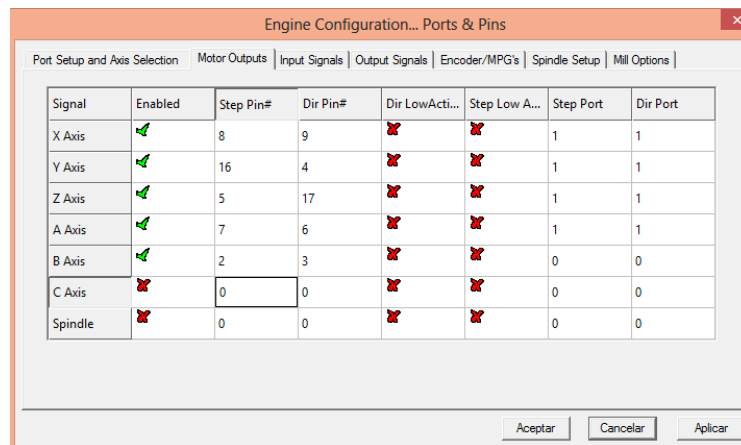 Engine Configuration... Ports & Pins
Port Setup and Axis Selection Motor Outputs Input Signals Output Signals Encoder/MPG's Spindle Setup Mill Options
Signal Enabled Step Pin# Dir Pin# Dir LowActi... Step Low A... Step Port Dir Port
X Axis 8 9 1 1
Y Axis 16 4 1 1
Z Axis 5 17 1 1
A Axis 7 6 1 1
B Axis 2 3 0 0
C Axis 0 0 0 0
Spindle 0 0 0 0
Aceptar Cancelar Aplicar